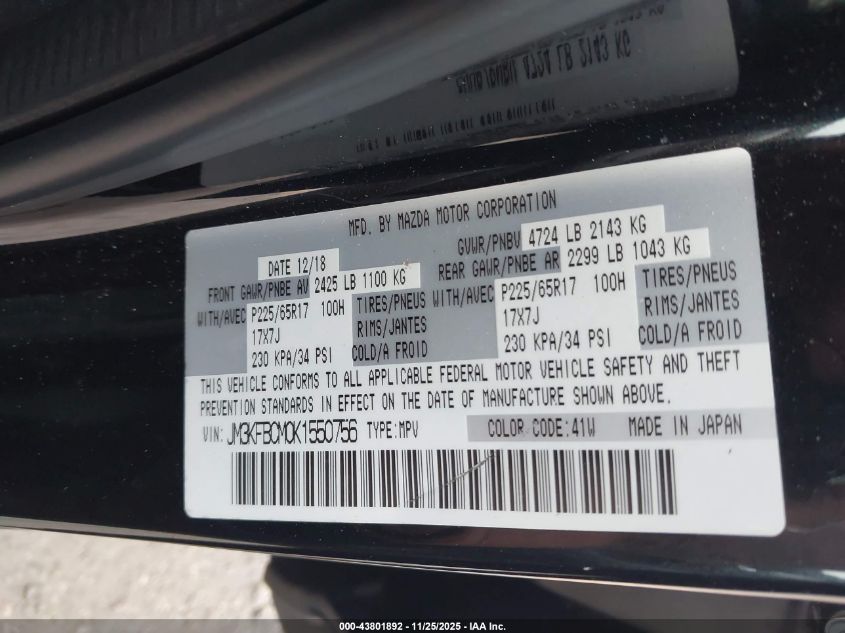 MFD. BY MAZDA MOTOR CORPORATION
DATE 12/18 GVWR/PNBV 4724 LB 2143 KG
FRONT GAWR/PNBE AV 2425 LB 1100 KG REAR GAWR/PNBE AR 2299 LB 1043 KG
WITH/AVEC P225/65R17 100H TIRES/PNEUS WITH/AVEC P225/65R17 100H TIRES/PNEUS
17X7J RIMS/JANTES 17X7J RIMS/JANTES
230 KPA/34 PSI COLD/A FROID 230 KPA/34 PSI COLD/A FROID
THIS VEHICLE CONFORMS TO ALL APPLICABLE FEDERAL MOTOR VEHICLE SAFETY AND THEFT
PREVENTION STANDARDS IN EFFECT ON THE DATE OF MANUFACTURE SHOWN ABOVE.
VIN: JM3KFBCM0K1550756 TYPE:MPV COLOR CODE:41W MADE IN JAPAN
000-43801892 - 11/25/2025 - IAA Inc.